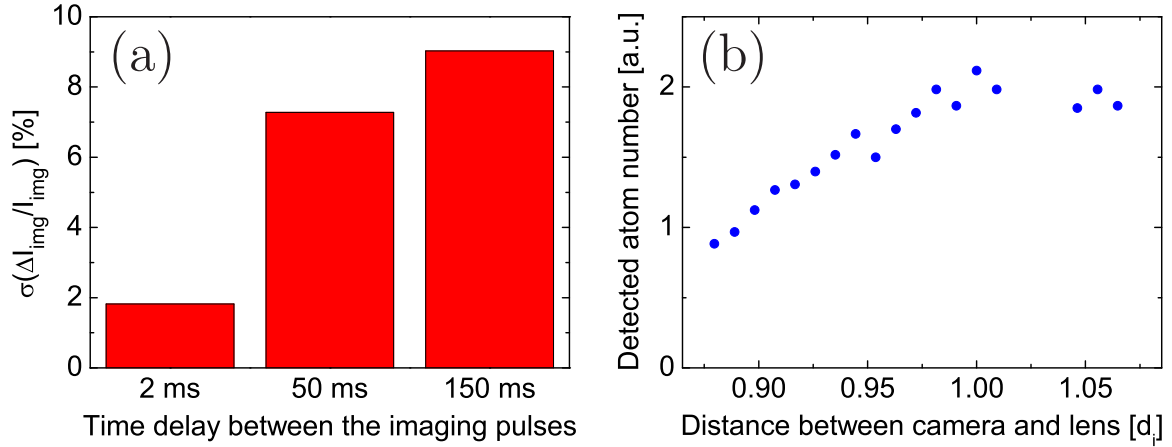 (a)
10
8
6
4
2
0
σ(ΔI_img/I_img) [%]
2 ms 50 ms 150 ms
Time delay between the imaging pulses
(b)
2
1
0
Detected atom number [a.u.]
0.90 0.95 1.00 1.05
Distance between camera and lens [d_i]